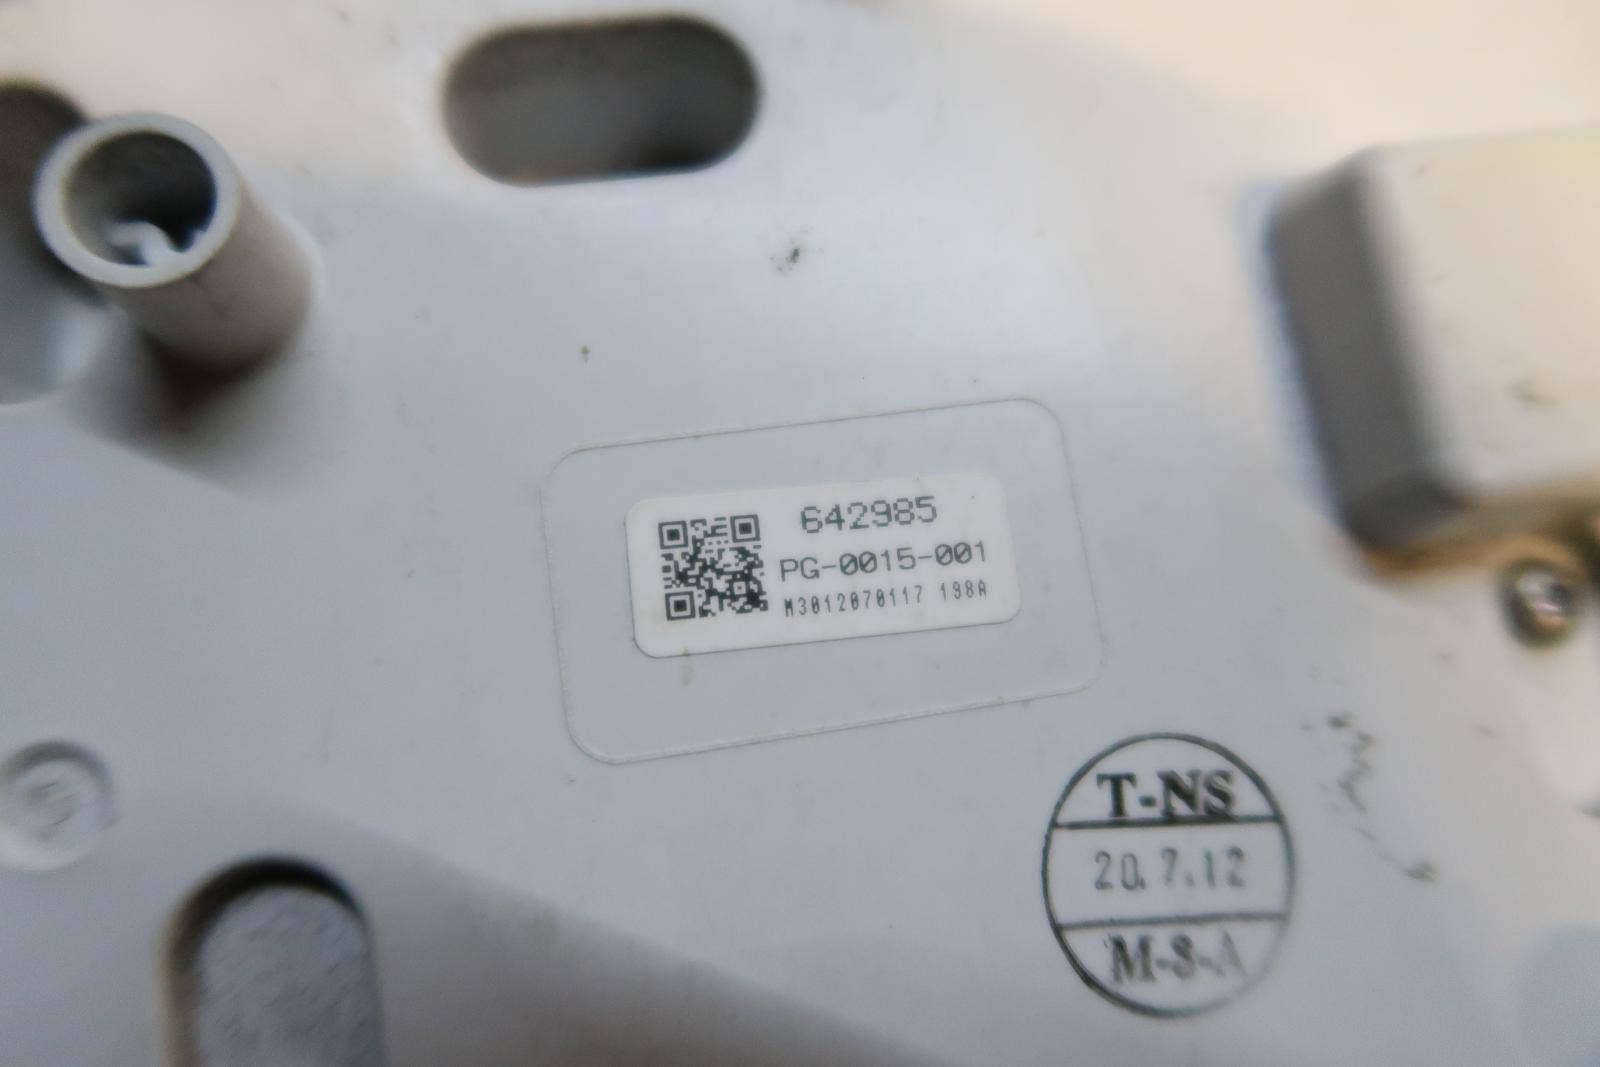 642985
PG-0015-001
M3012070117 198A
T-NS
20.7.12
M-S-A